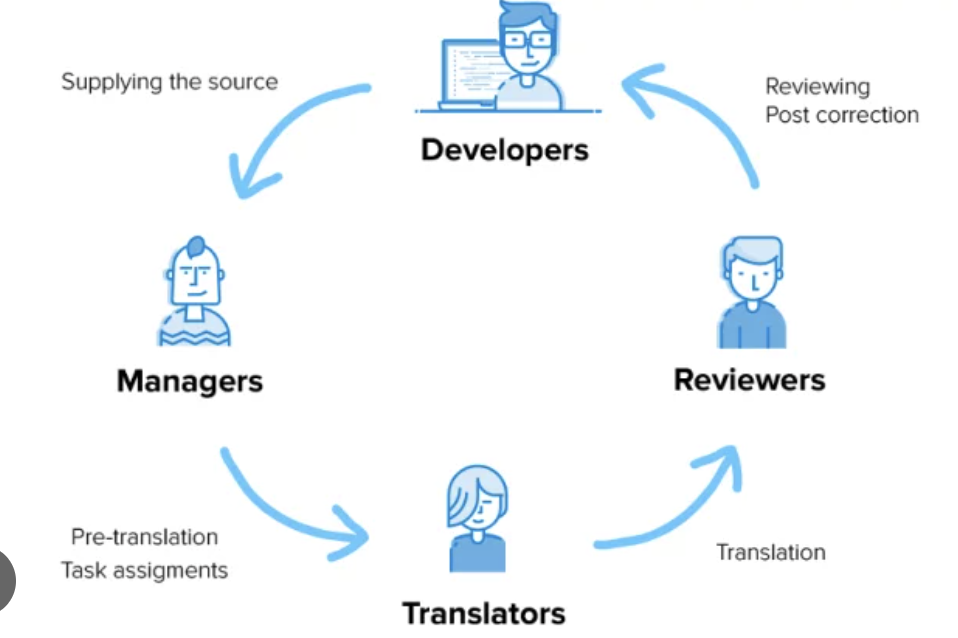 Supplying the source
Reviewing
Post correction
Developers
Managers
Reviewers
Pre-translation
Task assigments
Translation
Translators